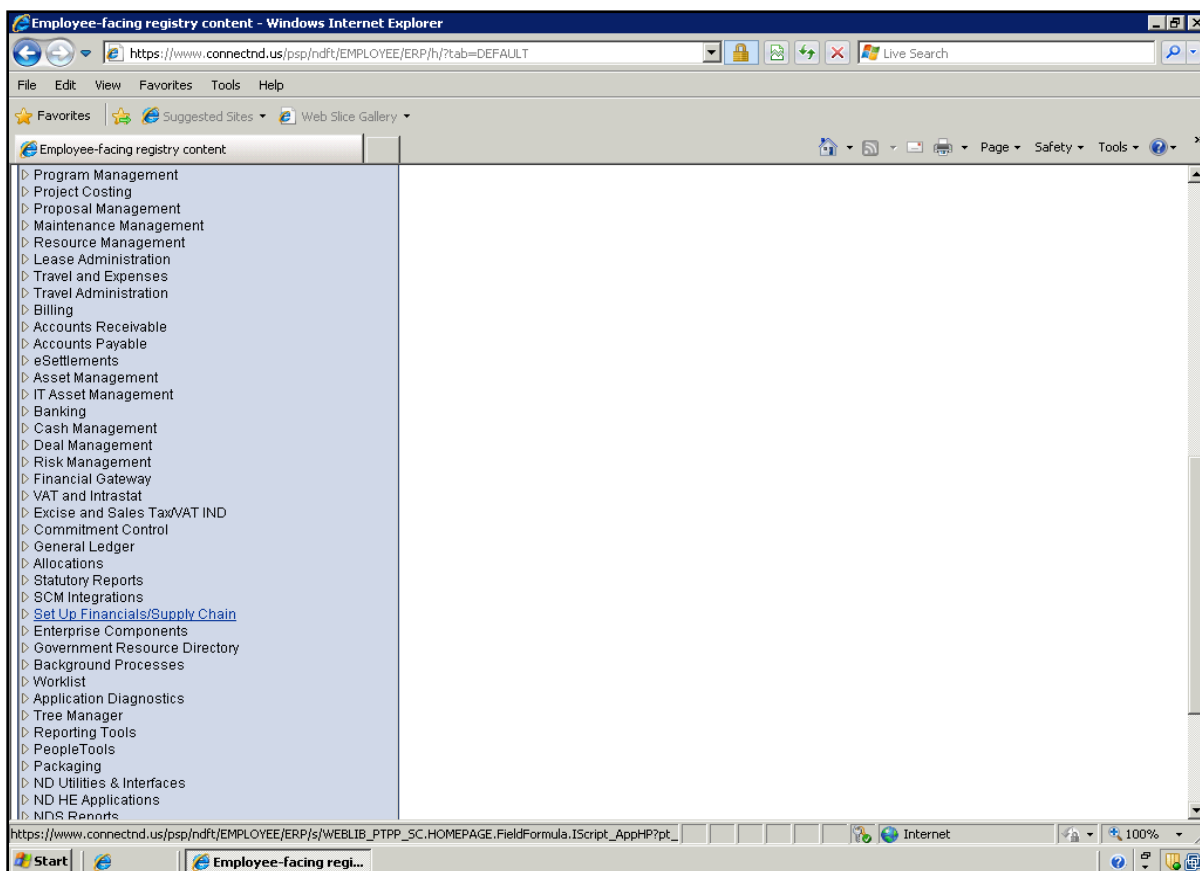 Employee-facing registry content - Windows Internet Explorer
https://www.connectnd.us/psp/ndft/EMPLOYEE/ERP/h/?tab=DEFAULT
Live Search
File Edit View Favorites Tools Help
Favorites Suggested Sites Web Slice Gallery
Employee-facing registry content
Page Safety Tools »
Program Management
Project Costing
Proposal Management
Maintenance Management
Resource Management
Lease Administration
Travel and Expenses
Travel Administration
Billing
Accounts Receivable
Accounts Payable
eSettlements
Asset Management
IT Asset Management
Banking
Cash Management
Deal Management
Risk Management
Financial Gateway
VAT and Intrastat
Excise and Sales Tax/VAT IND
Commitment Control
General Ledger
Allocations
Statutory Reports
SCM Integrations
Set Up Financials/Supply Chain
Enterprise Components
Government Resource Directory
Background Processes
Worklist
Application Diagnostics
Tree Manager
Reporting Tools
PeopleTools
Packaging
ND Utilities & Interfaces
ND HE Applications
NDS Reports
https://www.connectnd.us/psp/ndft/EMPLOYEE/ERP/s/WEBLIB_PTPP_SC.HOMEPAGE.FieldFormula.IScript_AppHP?pt_ Internet 100%
Start Employee-facing regi...